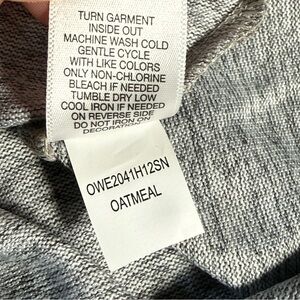 TURN GARMENT
INSIDE OUT
MACHINE WASH COLD
GENTLE CYCLE
WITH LIKE COLORS
ONLY NON-CHLORINE
BLEACH IF NEEDED
TUMBLE DRY LOW
COOL IRON IF NEEDED
ON REVERSE SIDE
DO NOT IRON ON
DECORATION
OWE2041H12SN
OATMEAL